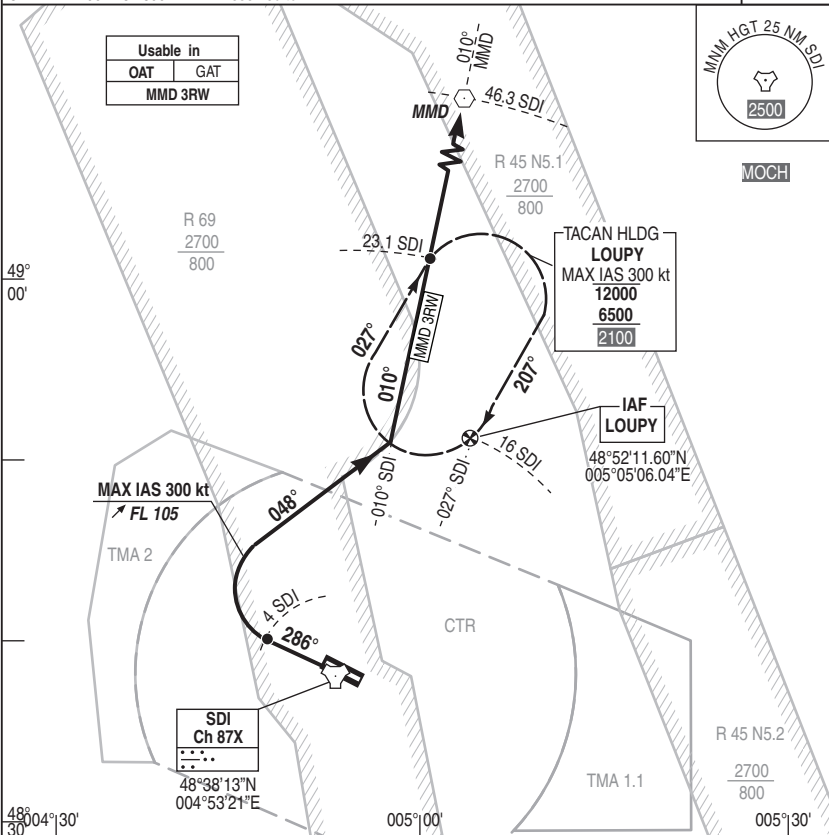 Usable in
OAT GAT
MMD 3RW
010°
MMD
MMD
46.3 SDI
MNM HGT 25 NM SDI
2500
MOCH
R 45 N5.1
2700
800
R 69
2700
800
23.1 SDI
TACAN HLDG
LOUPY
MAX IAS 300 kt
12000
6500
2100
49°
00'
MMD 3RW
027°
010°
207°
IAF
LOUPY
48°52'11.60"N
005°05'06.04"E
16 SDI
010° SDI
027° SDI
MAX IAS 300 kt
FL 105
048°
TMA 2
4 SDI
286°
CTR
SDI
Ch 87X
48°38'13"N
004°53'21"E
R 45 N5.2
2700
800
TMA 1.1
48°
30'
004°30'
005°00'
005°30'